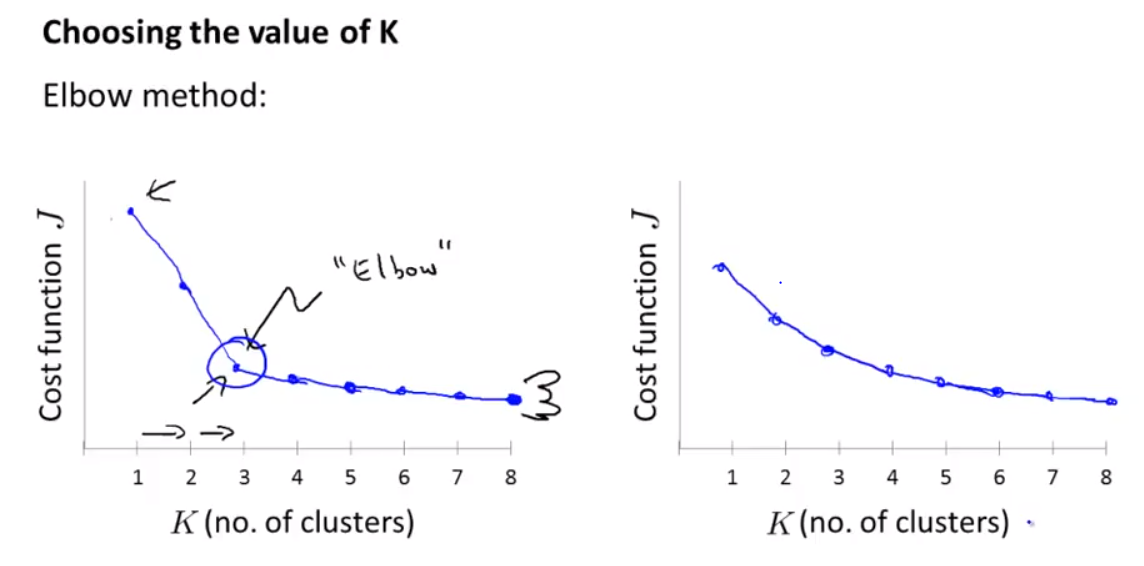 Choosing the value of K
Elbow method:
Cost function J
"Elbow"
1 2 3 4 5 6 7 8
K (no. of clusters)
Cost function J
1 2 3 4 5 6 7 8
K (no. of clusters)